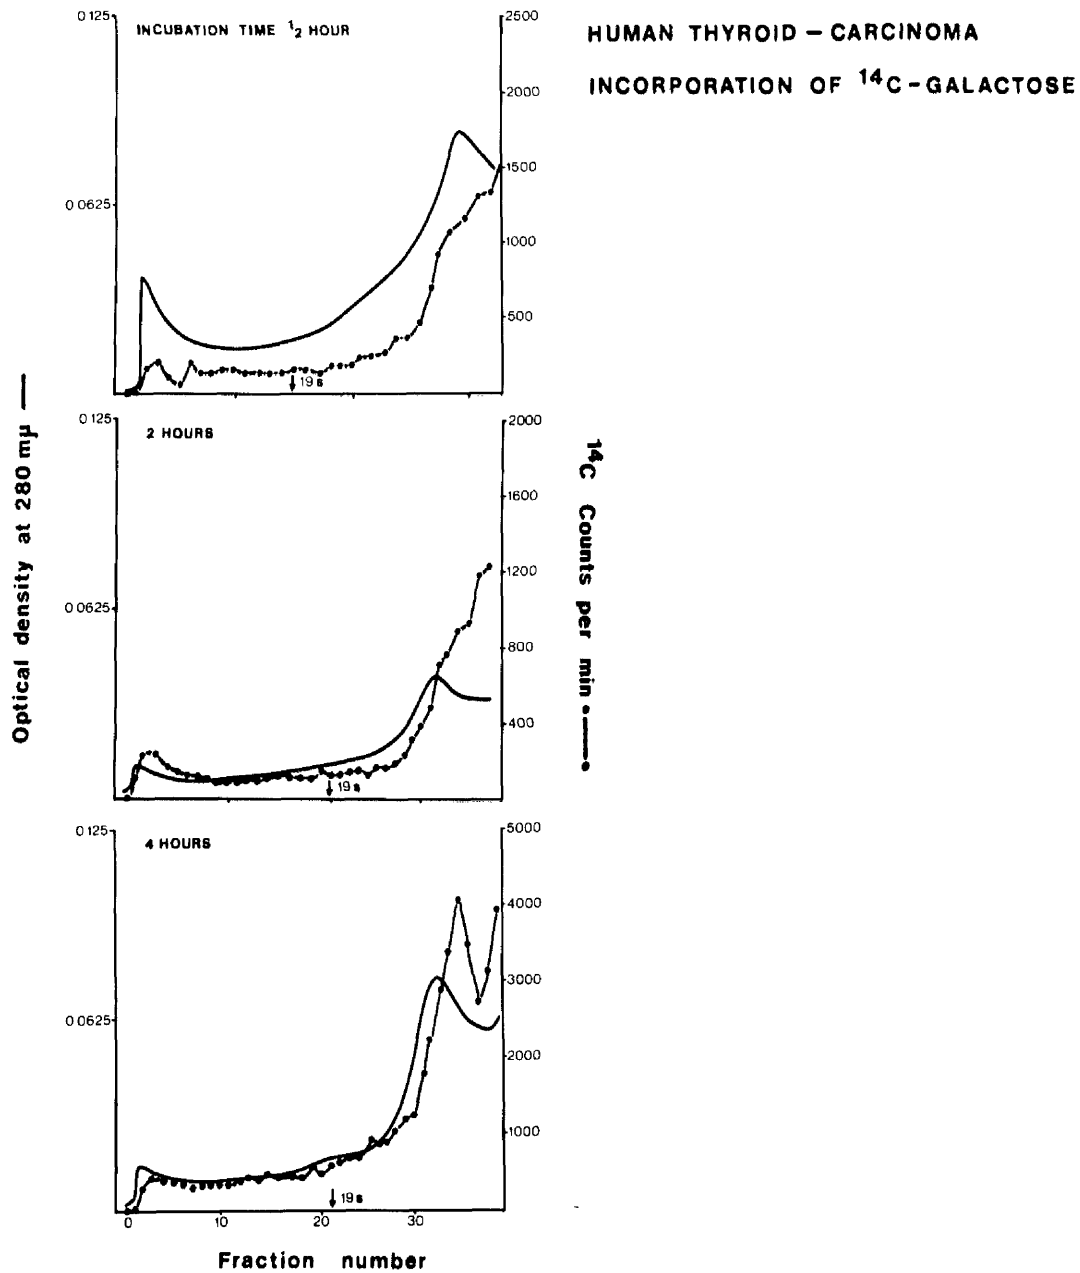 HUMAN THYROID – CARCINOMA
INCORPORATION OF ¹⁴C-GALACTOSE
INCUBATION TIME ½ HOUR
0.125
0.0625
2500
2000
1500
1000
500
19 s
2 HOURS
0.125
0.0625
2000
1600
1200
800
400
19 s
4 HOURS
0.125
0.0625
5000
4000
3000
2000
1000
19 s
0 10 20 30
Fraction number
Optical density at 280 mμ
¹⁴C Counts per min